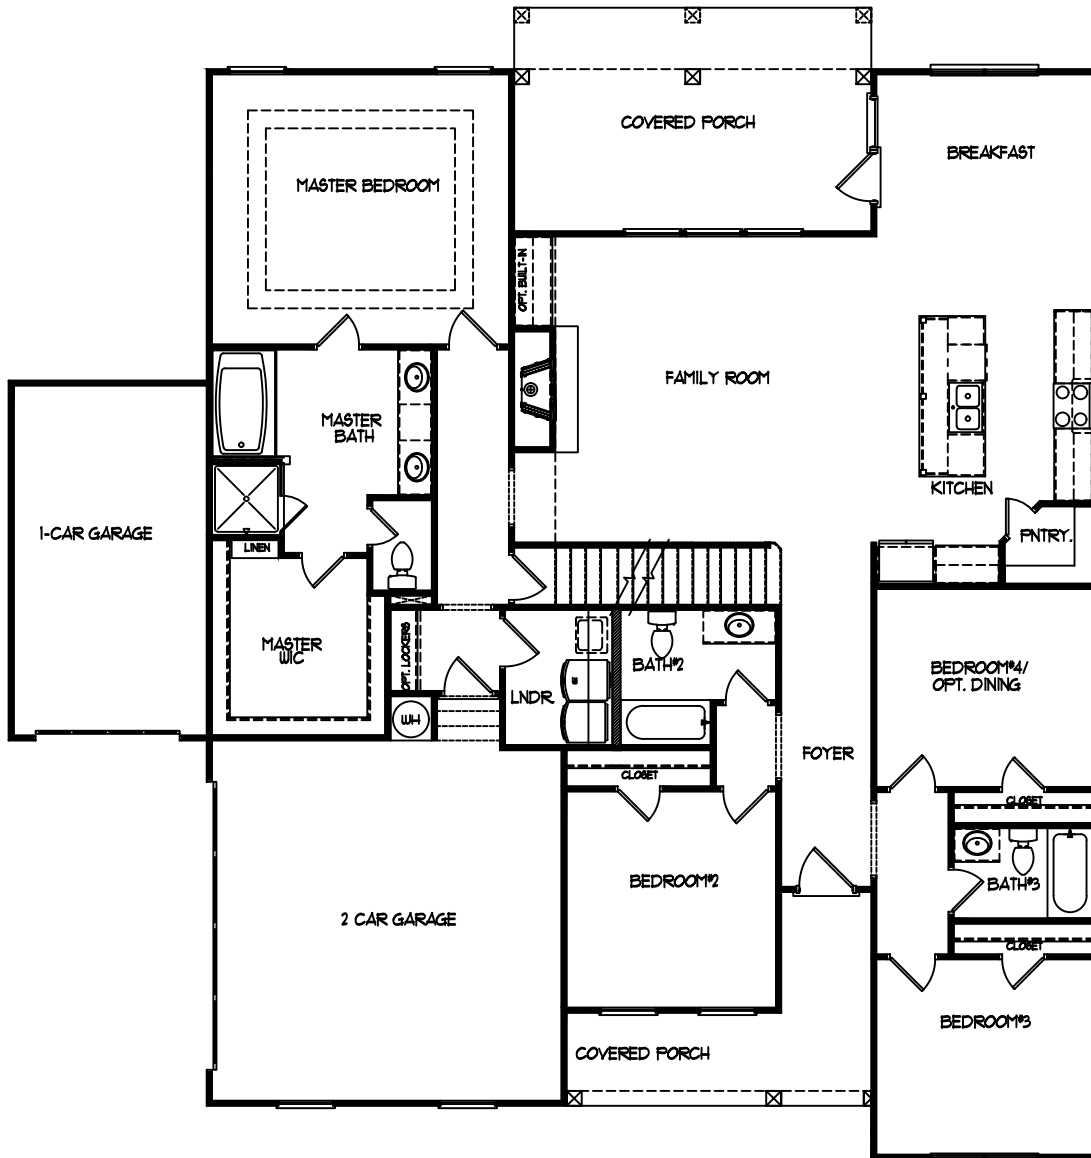 COVERED PORCH
BREAKFAST
MASTER BEDROOM
OPT. BUILT-IN
FAMILY ROOM
MASTER
BATH
KITCHEN
1-CAR GARAGE
PNTRY.
LINEN
MASTER
WIC
OPT. LOCKERS
BATH#2
BEDROOM#4/
OPT. DINING
LNDR.
WH
FOYER
CLOSET
CLOSET
BEDROOM#2
BATH#3
2 CAR GARAGE
CLOSET
BEDROOM#3
COVERED PORCH